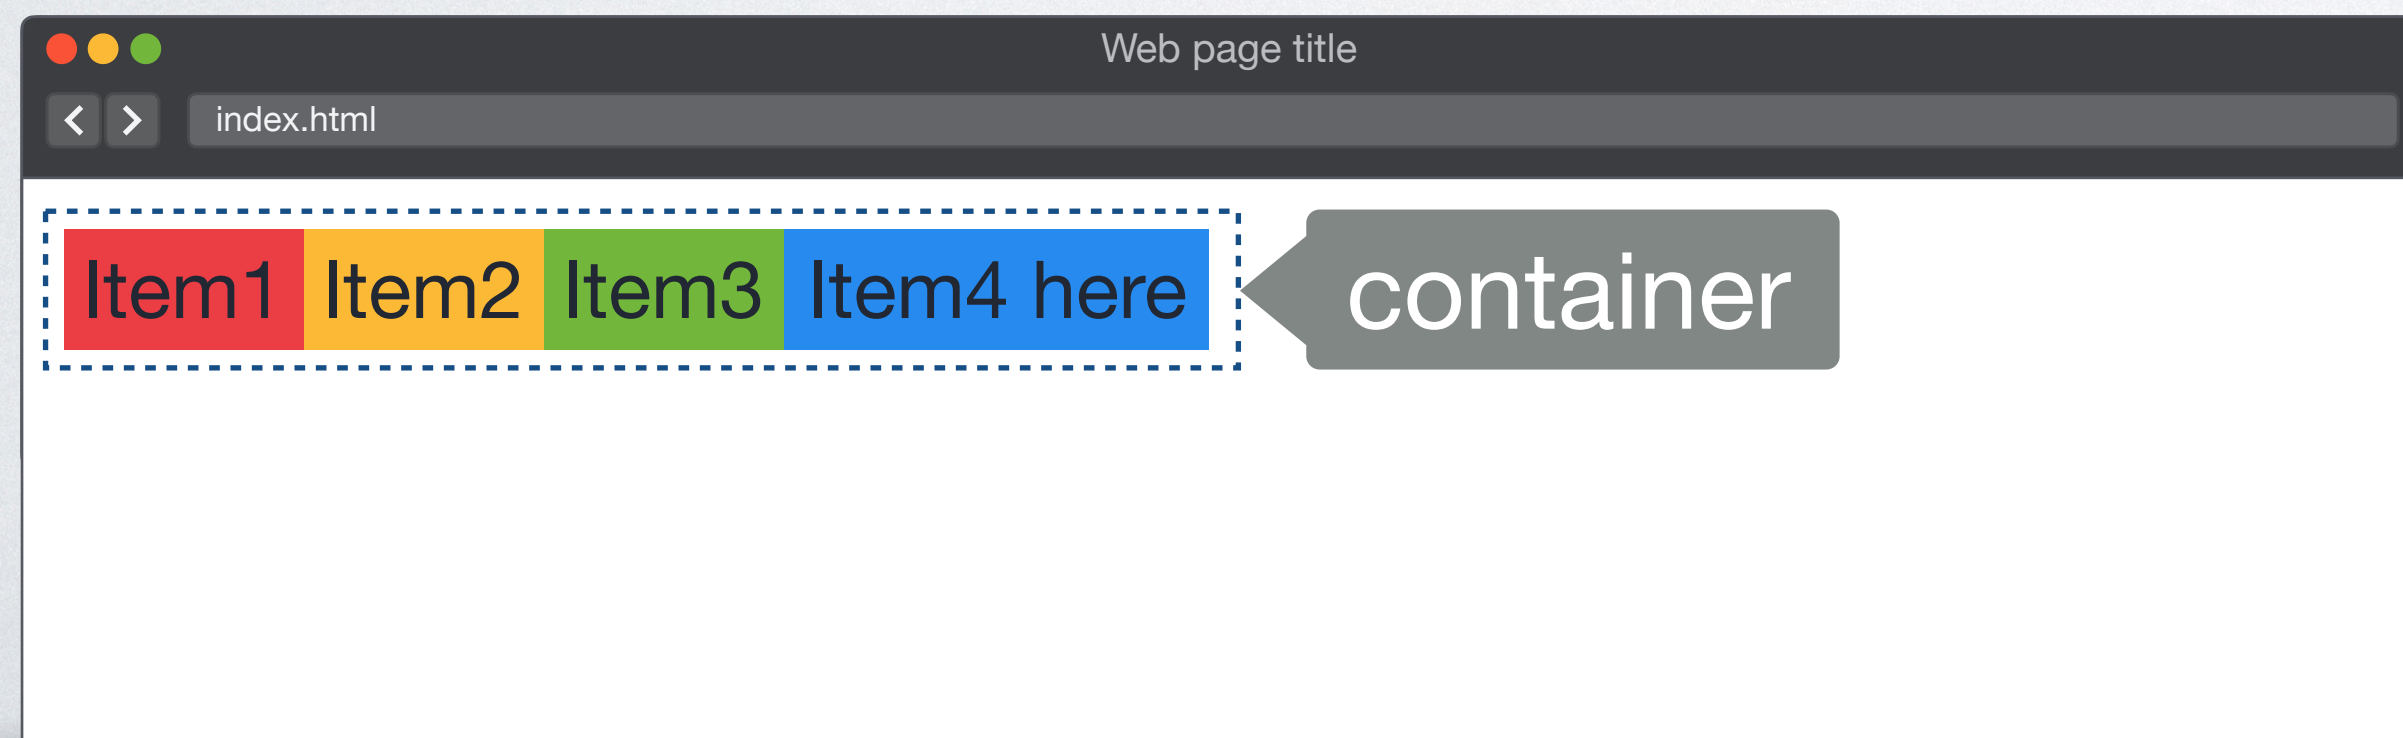 Web page title
index.html
Item1 Item2 Item3 Item4 here
container